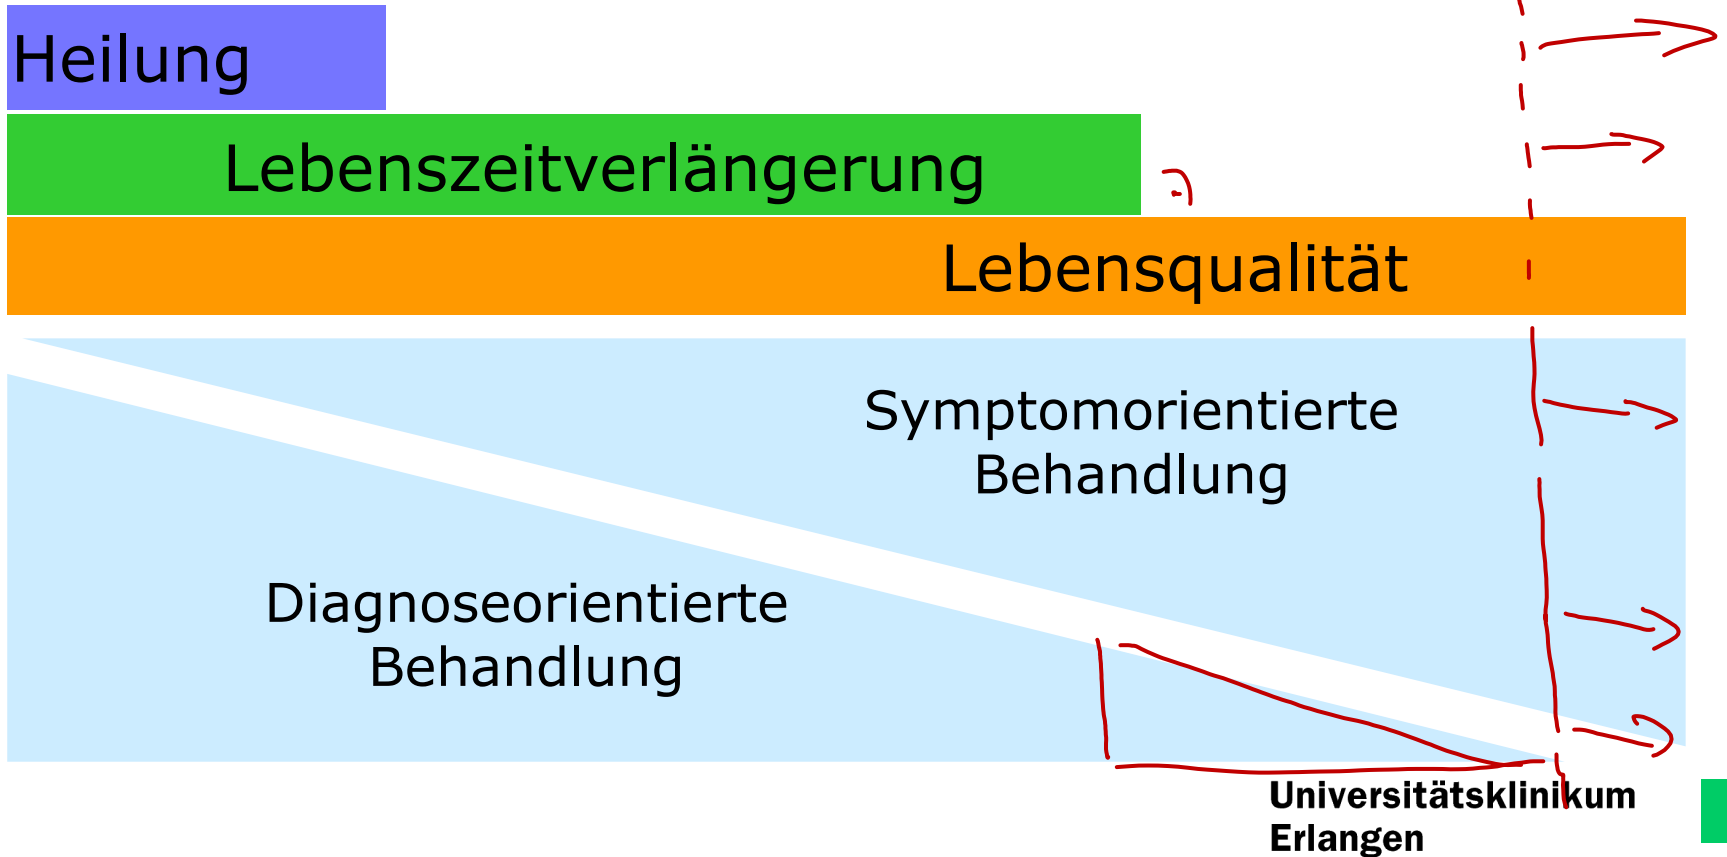 Heilung
Lebenszeitverlängerung
Lebensqualität
Symptomorientierte
Behandlung
Diagnoseorientierte
Behandlung
Universitätsklinikum
Erlangen